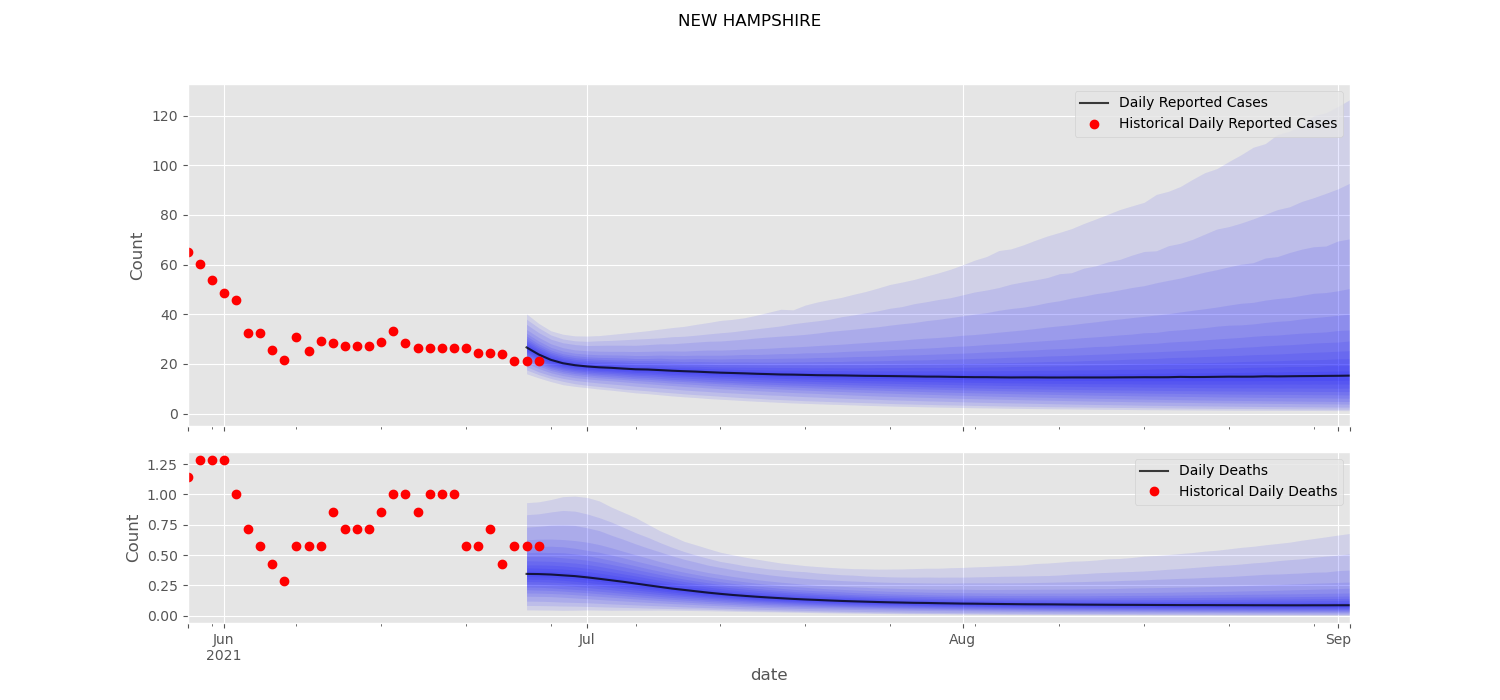 NEW HAMPSHIRE
Daily Reported Cases
Historical Daily Reported Cases
120
100
80
60
40
20
0
Count
Daily Deaths
Historical Daily Deaths
1.25
1.00
0.75
0.50
0.25
0.00
Count
Jun
2021
Jul
Aug
Sep
date